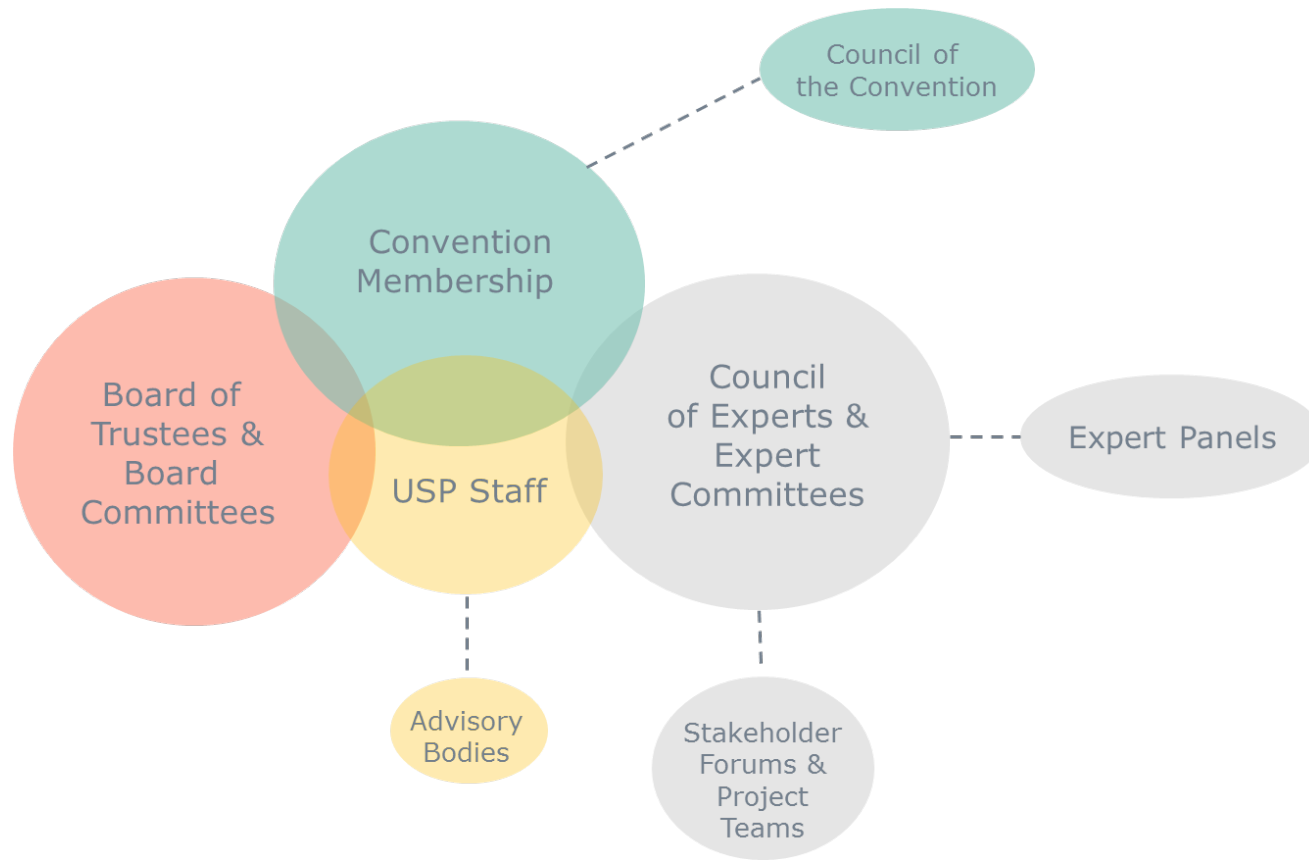 Council of
the Convention
Convention
Membership
Board of
Trustees &
Board
Committees
USP Staff
Council
of Experts &
Expert
Committees
Expert Panels
Advisory
Bodies
Stakeholder
Forums &
Project
Teams